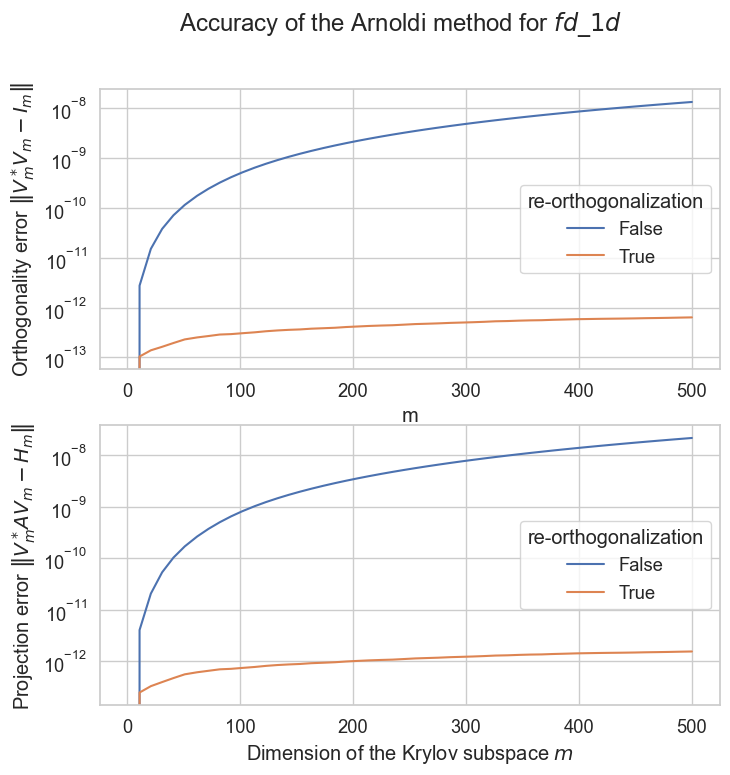 Accuracy of the Arnoldi method for fd_1d
Orthogonality error ‖V*ₘVₘ − Iₘ‖
10⁻⁸
10⁻⁹
10⁻¹⁰
10⁻¹¹
10⁻¹²
10⁻¹³
re-orthogonalization
False
True
0 100 200 300 400 500
m
Projection error ‖V*ₘAVₘ − Hₘ‖
10⁻⁸
10⁻⁹
10⁻¹⁰
10⁻¹¹
10⁻¹²
re-orthogonalization
False
True
0 100 200 300 400 500
Dimension of the Krylov subspace m